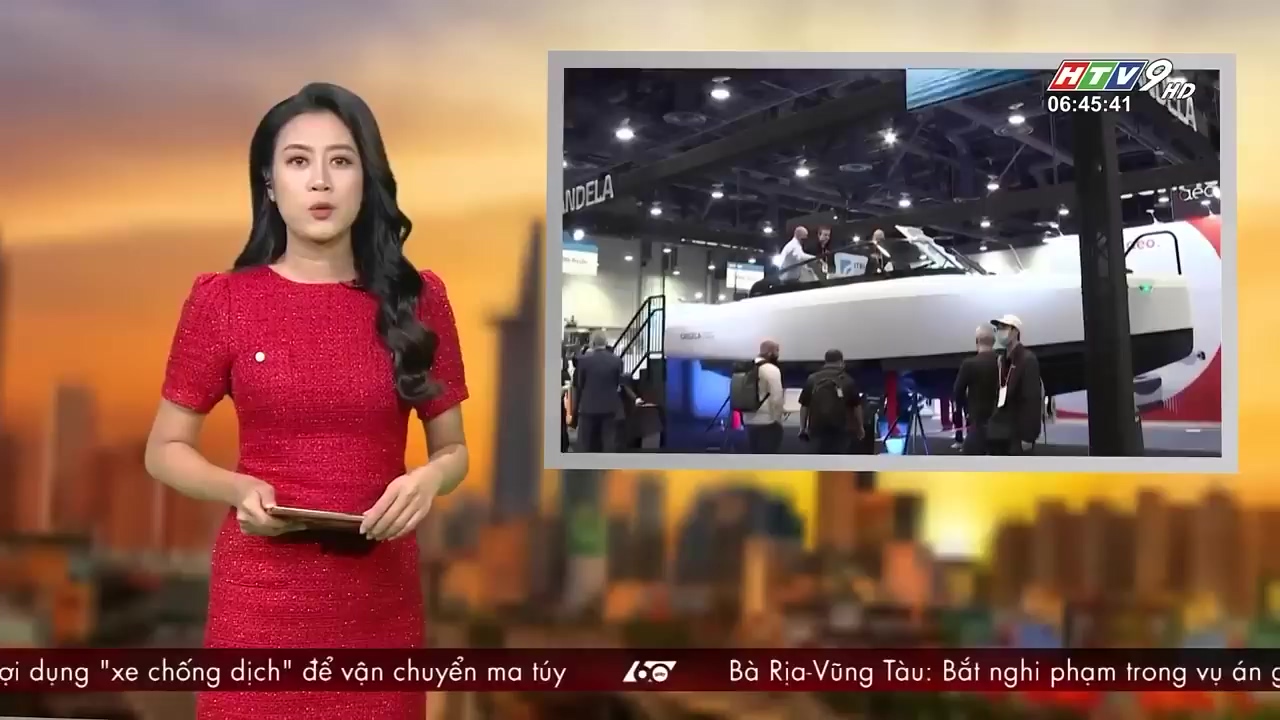 HTV9 HD
06:45:41
ANDELA
ợi dụng "xe chống dịch" để vận chuyển ma túy
60 Bà Rịa-Vũng Tàu: Bắt nghi phạm trong vụ án g